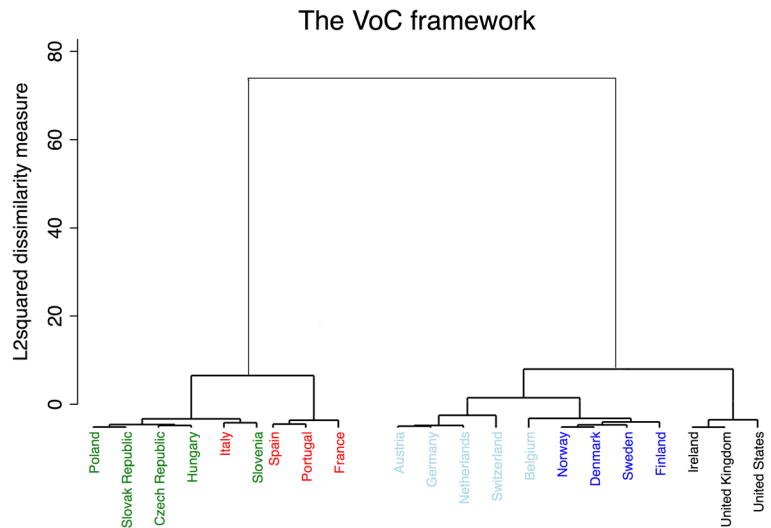 The VoC framework
L2squared dissimilarity measure
80
60
40
20
0
Poland
Slovak Republic
Czech Republic
Hungary
Italy
Slovenia
Spain
Portugal
France
Austria
Germany
Netherlands
Switzerland
Belgium
Norway
Denmark
Sweden
Finland
Ireland
United Kingdom
United States